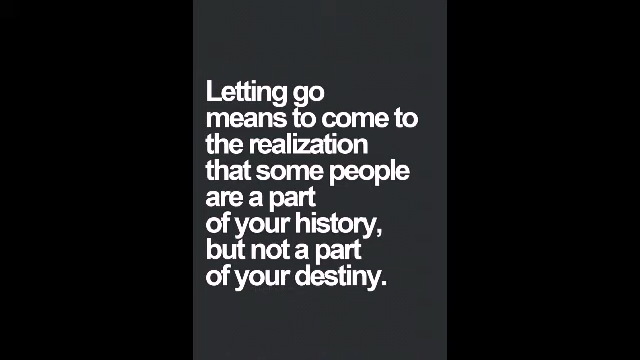 Letting go
means to come to
the realization
that some people
are a part
of your history,
but not a part
of your destiny.